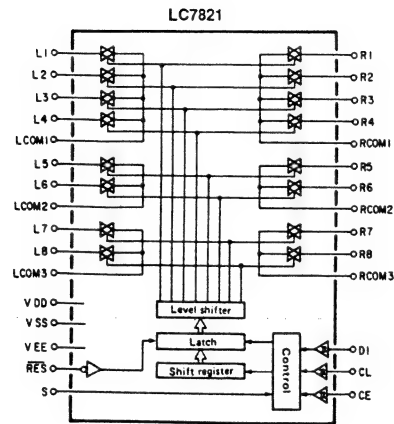 LC7821
L1 R1
L2 R2
L3 R3
L4 R4
LCOM1 RCOM1
L5 R5
L6 R6
LCOM2 RCOM2
L7 R7
L8 R8
LCOM3 RCOM3
VDD
Level shifter
VSS
VEE
Latch
DI
RES
Shift register
Control
CL
S
CE